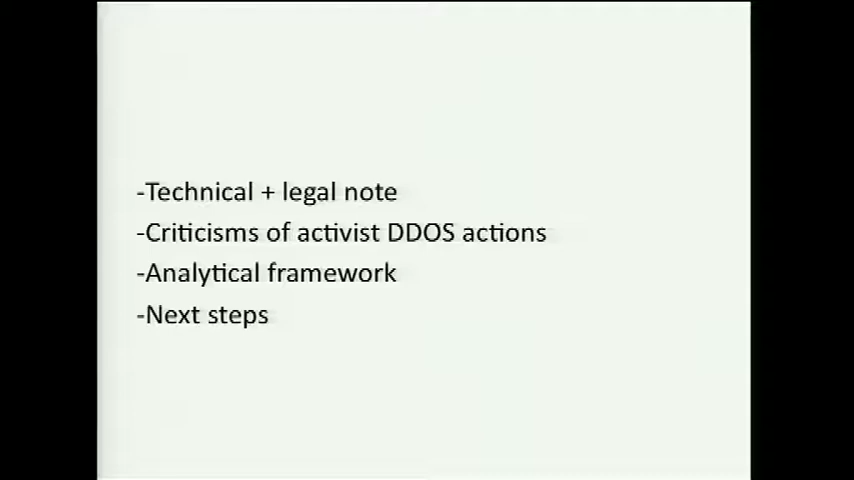 -Technical + legal note
-Criticisms of activist DDOS actions
-Analytical framework
-Next steps